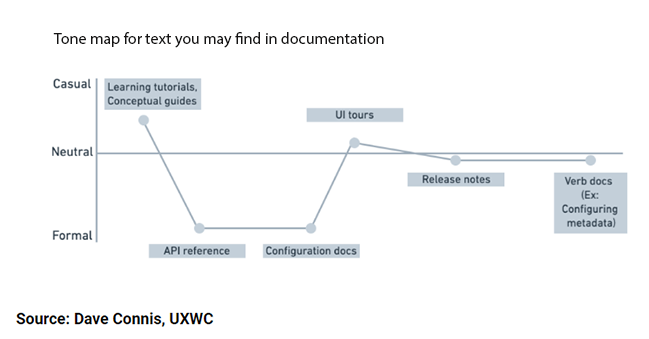 Tone map for text you may find in documentation
Casual
Learning tutorials,
Conceptual guides
UI tours
Neutral
Release notes
Verb docs
(Ex:
Configuring
metadata)
Formal
API reference
Configuration docs
Source: Dave Connis, UXWC